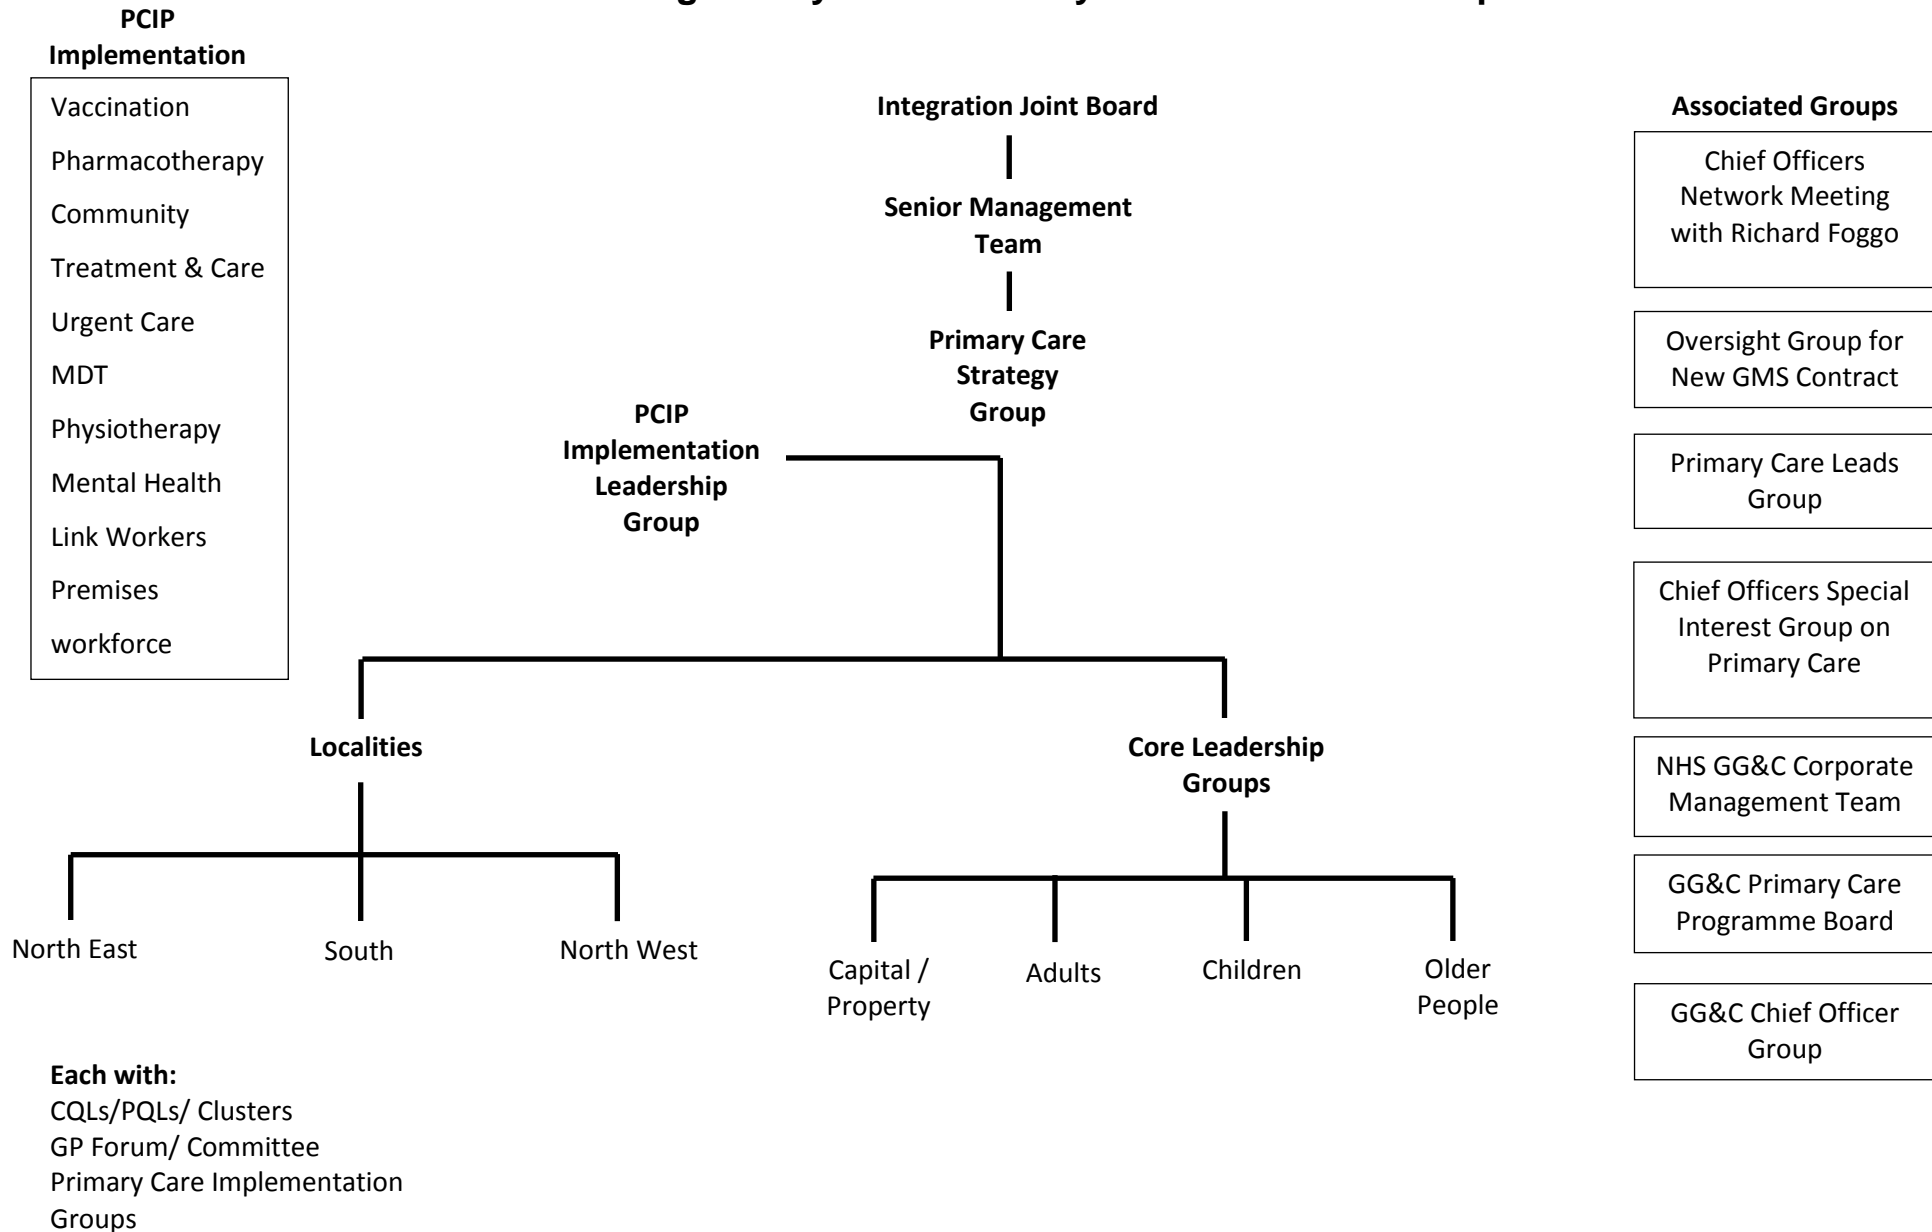 PCIP
Implementation
Vaccination
Pharmacotherapy
Community
Treatment & Care
Urgent Care
MDT
Physiotherapy
Mental Health
Link Workers
Premises
workforce
Integration Joint Board
Senior Management
Team
Primary Care
Strategy
Group
PCIP
Implementation
Leadership
Group
Localities
North East
South
North West
Core Leadership
Groups
Capital /
Property
Adults
Children
Older
People
Each with:
CQLs/PQLs/ Clusters
GP Forum/ Committee
Primary Care Implementation
Groups
Associated Groups
Chief Officers
Network Meeting
with Richard Foggo
Oversight Group for
New GMS Contract
Primary Care Leads
Group
Chief Officers Special
Interest Group on
Primary Care
NHS GG&C Corporate
Management Team
GG&C Primary Care
Programme Board
GG&C Chief Officer
Group